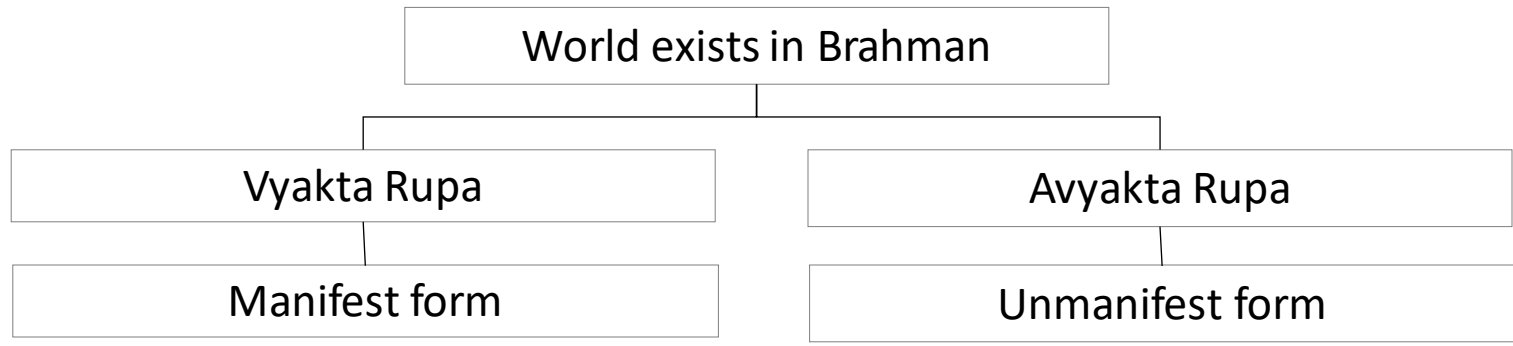 World exists in Brahman
Vyakta Rupa
Avyakta Rupa
Manifest form
Unmanifest form